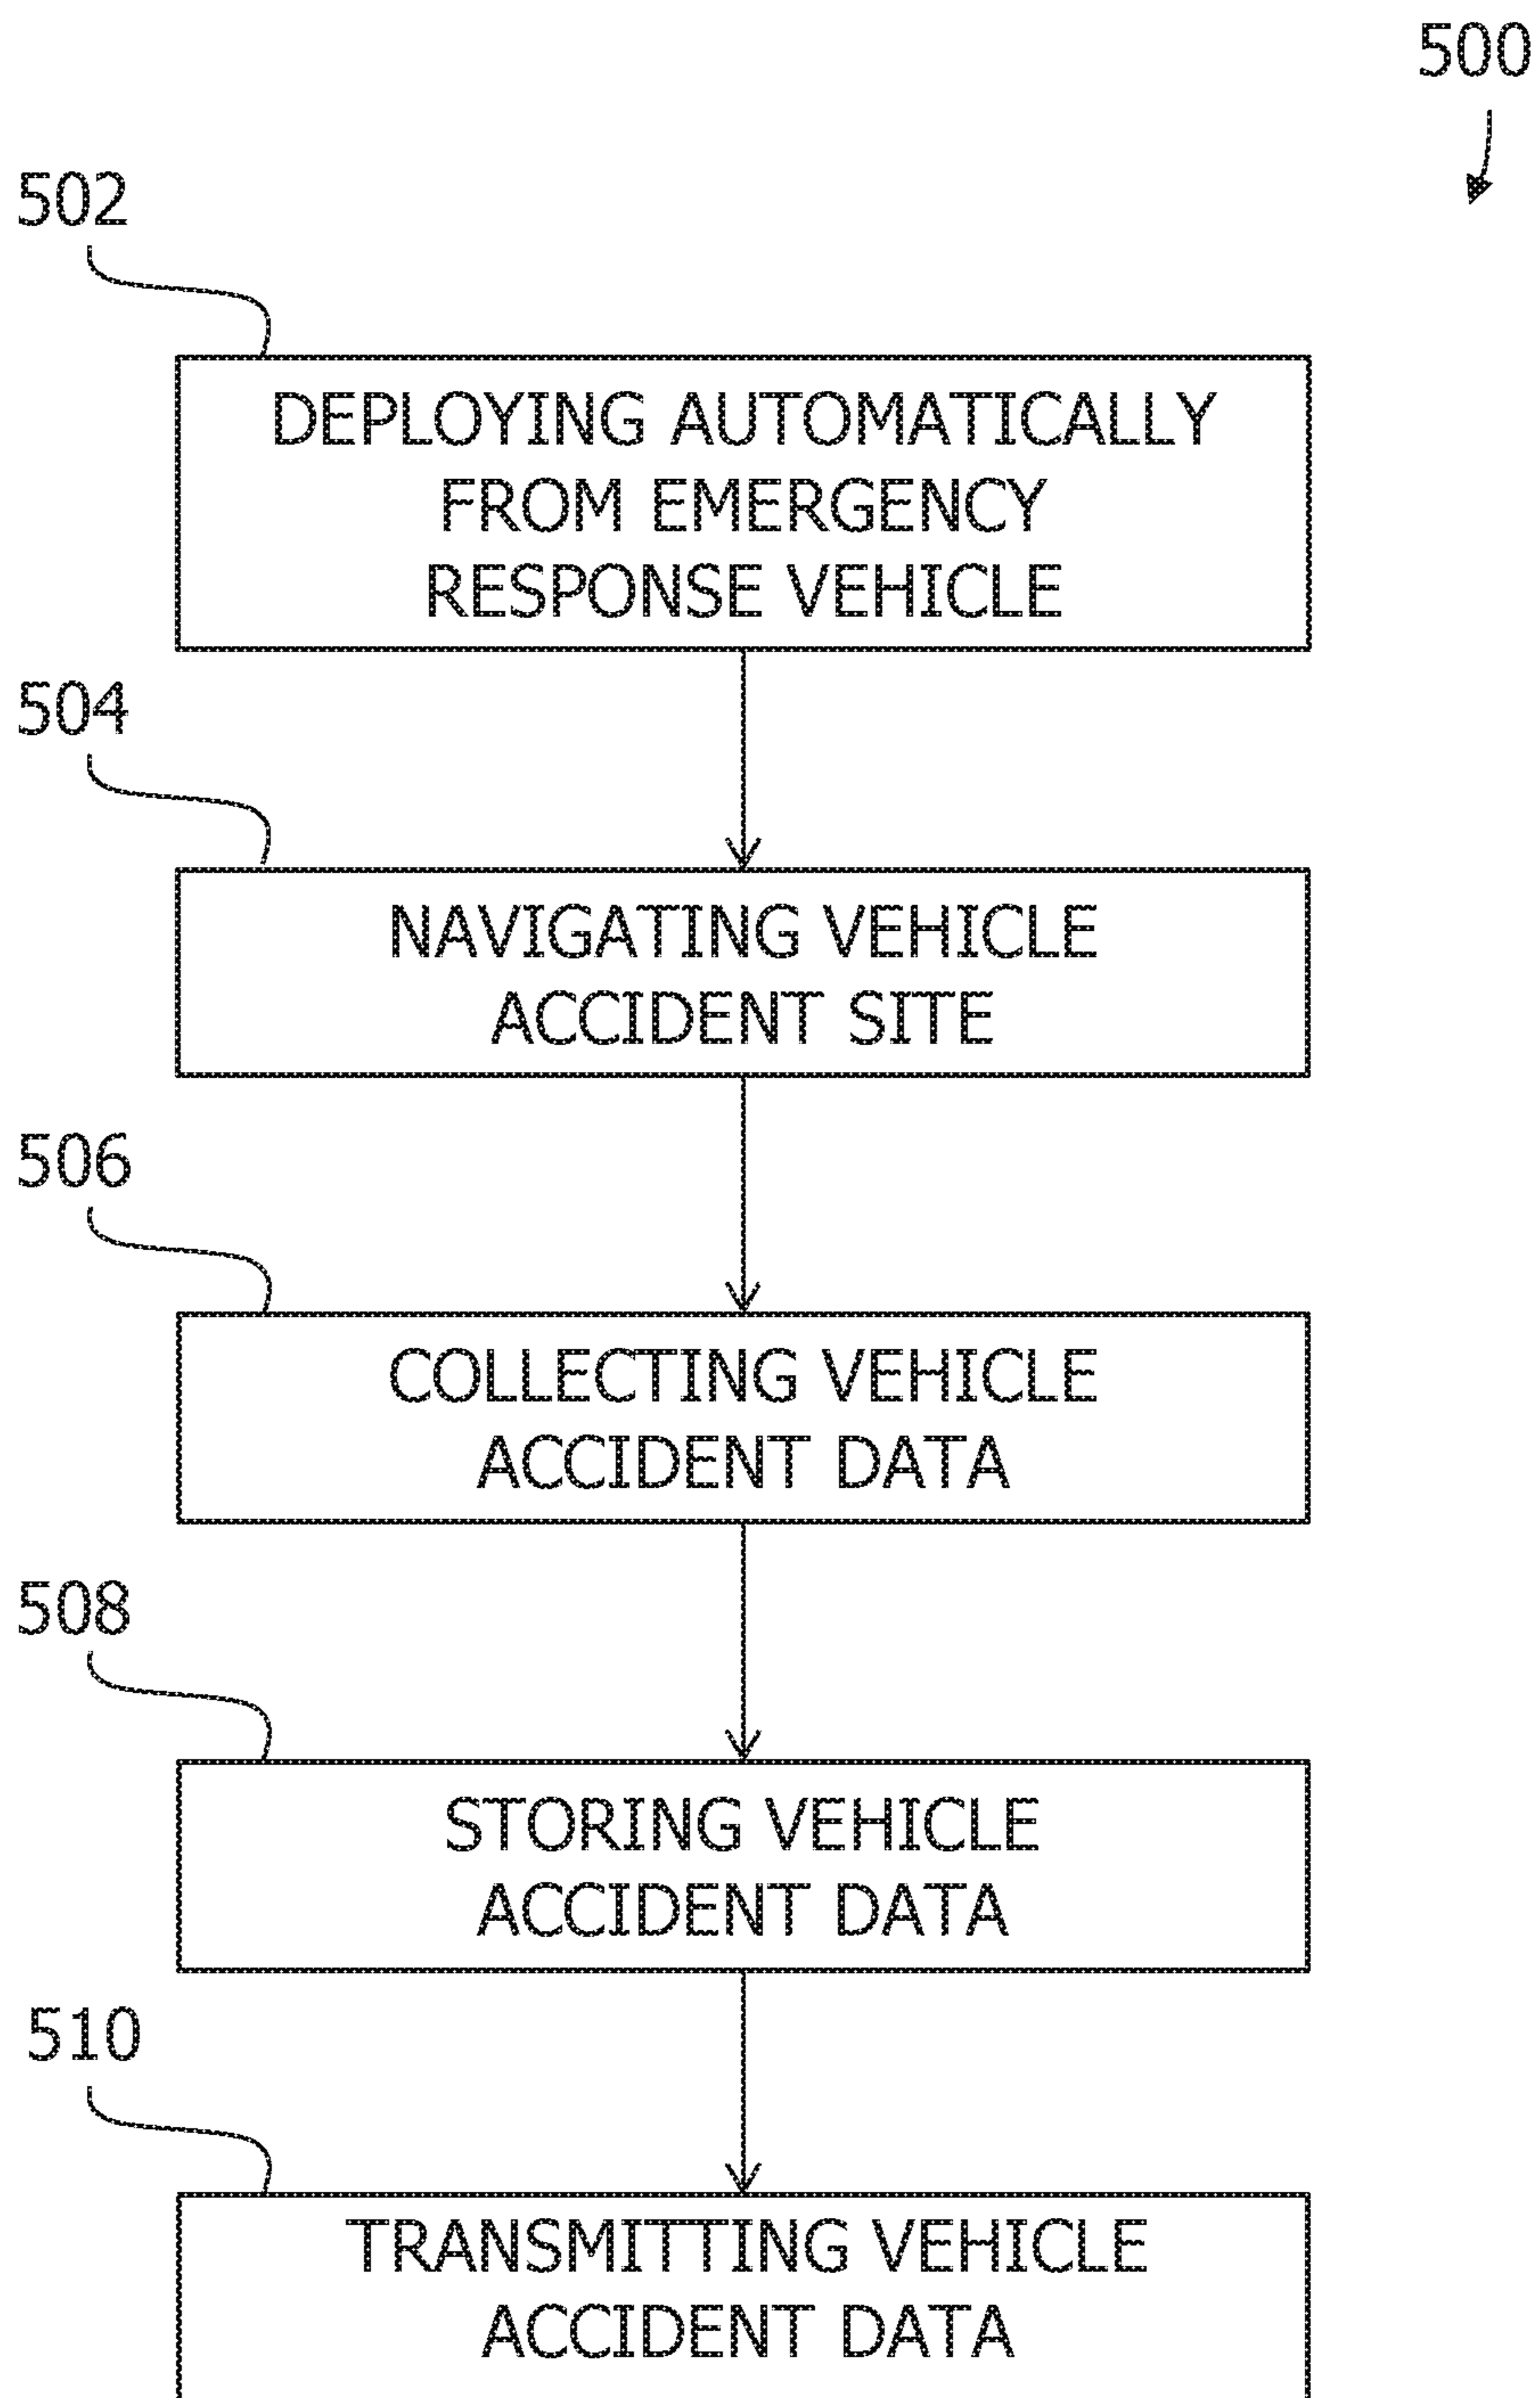 500
502
DEPLOYING AUTOMATICALLY
FROM EMERGENCY
RESPONSE VEHICLE
504
NAVIGATING VEHICLE
ACCIDENT SITE
506
COLLECTING VEHICLE
ACCIDENT DATA
508
STORING VEHICLE
ACCIDENT DATA
510
TRANSMITTING VEHICLE
ACCIDENT DATA